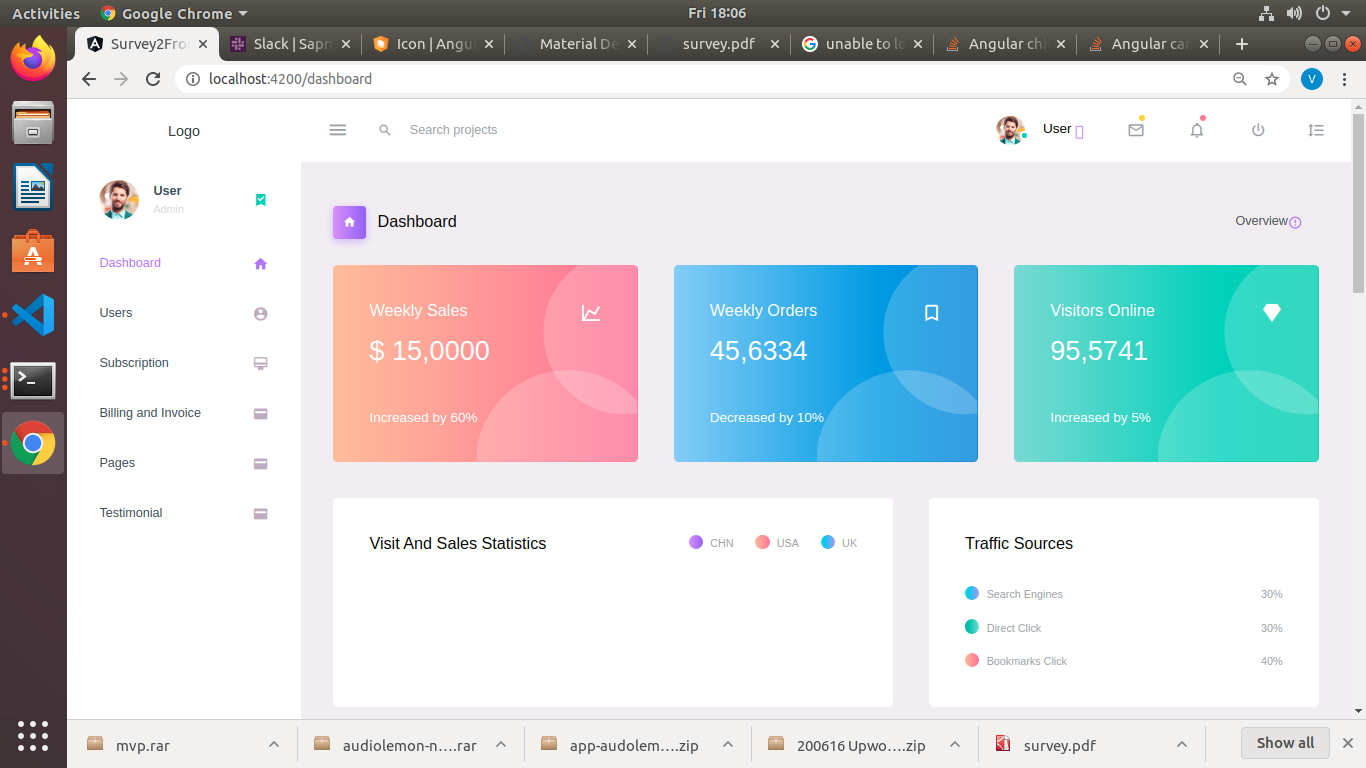 Activities Google Chrome Fri 18:06
Survey2Fro Slack | Sapn Icon | Angul Material De survey.pdf unable to lo Angular chi Angular car
localhost:4200/dashboard V
Logo Search projects User
User
Admin
Dashboard
Users
Subscription
Billing and Invoice
Pages
Testimonial
Dashboard Overview
Weekly Sales
$ 15,0000
Increased by 60%
Weekly Orders
45,6334
Decreased by 10%
Visitors Online
95,5741
Increased by 5%
Visit And Sales Statistics CHN USA UK
Traffic Sources
Search Engines 30%
Direct Click 30%
Bookmarks Click 40%
mvp.rar audiolemon-n....rar app-audolem....zip 200616 Upwo....zip survey.pdf Show all